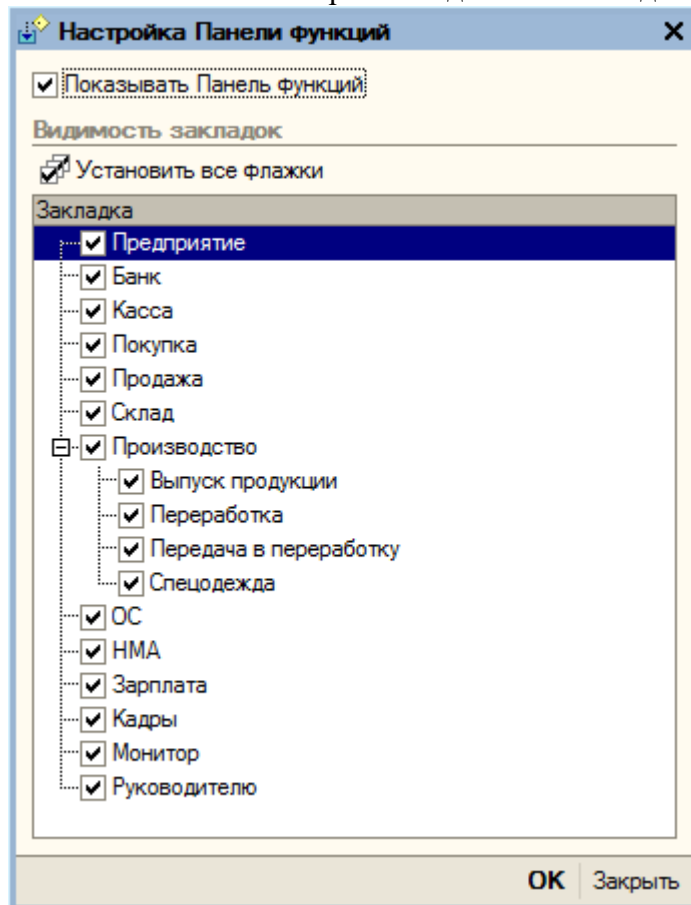 Настройка Панели функций
Показывать Панель функций
Видимость закладок
Установить все флажки
Закладка
Предприятие
Банк
Касса
Покупка
Продажа
Склад
Производство
Выпуск продукции
Переработка
Передача в переработку
Спецодежда
ОС
НМА
Зарплата
Кадры
Монитор
Руководителю
OK Закрыть